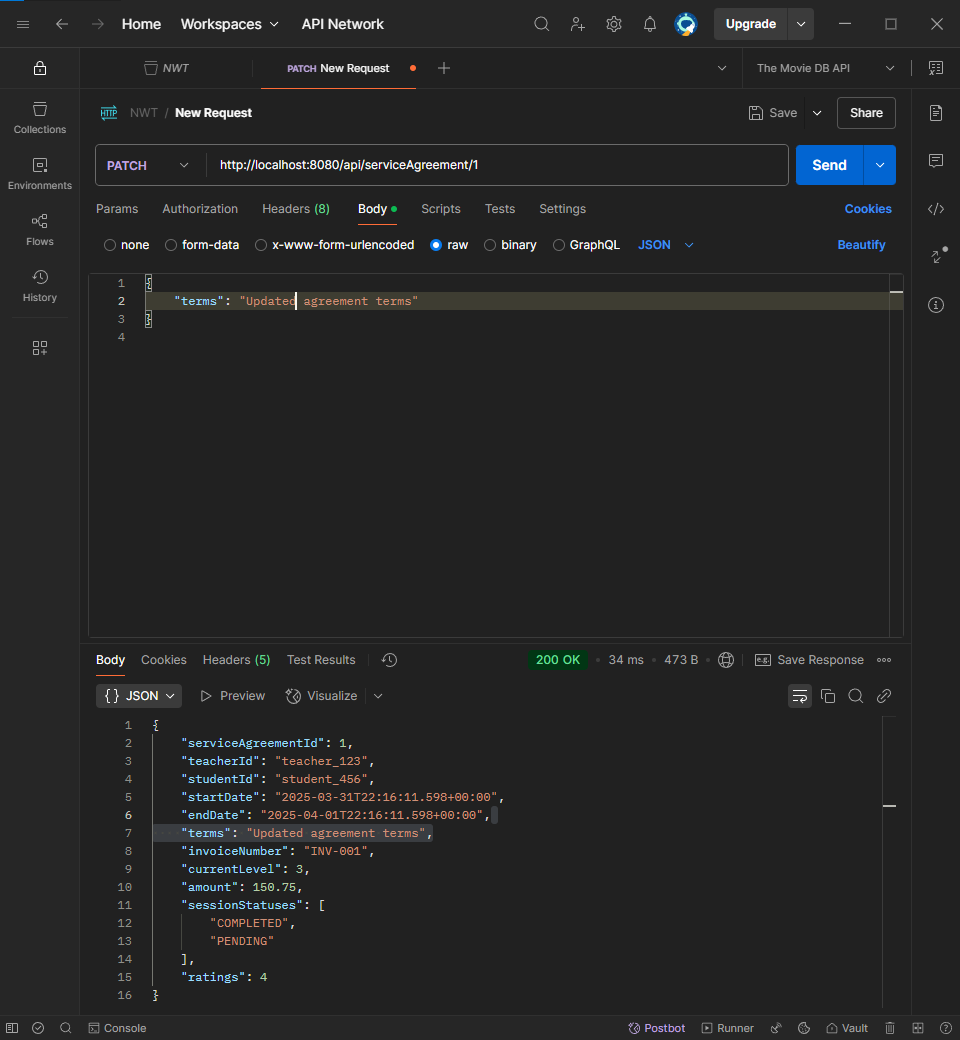 Home Workspaces API Network Upgrade
NWT PATCH New Request The Movie DB API
HTTP NWT / New Request Save Share
PATCH http://localhost:8080/api/serviceAgreement/1 Send
Params Authorization Headers (8) Body Scripts Tests Settings Cookies
none form-data x-www-form-urlencoded raw binary GraphQL JSON Beautify
Collections
Environments
Flows
History
1 {
2 "terms": "Updated agreement terms"
3 }
4
Body Cookies Headers (5) Test Results 200 OK • 34 ms • 473 B • e.g. Save Response
{} JSON Preview Visualize
1 {
2 "serviceAgreementId": 1,
3 "teacherId": "teacher_123",
4 "studentId": "student_456",
5 "startDate": "2025-03-31T22:16:11.598+00:00",
6 "endDate": "2025-04-01T22:16:11.598+00:00",
7 "terms": "Updated agreement terms",
8 "invoiceNumber": "INV-001",
9 "currentLevel": 3,
10 "amount": 150.75,
11 "sessionStatuses": [
12 "COMPLETED",
13 "PENDING"
14 ],
15 "ratings": 4
16 }
Console Postbot Runner Vault